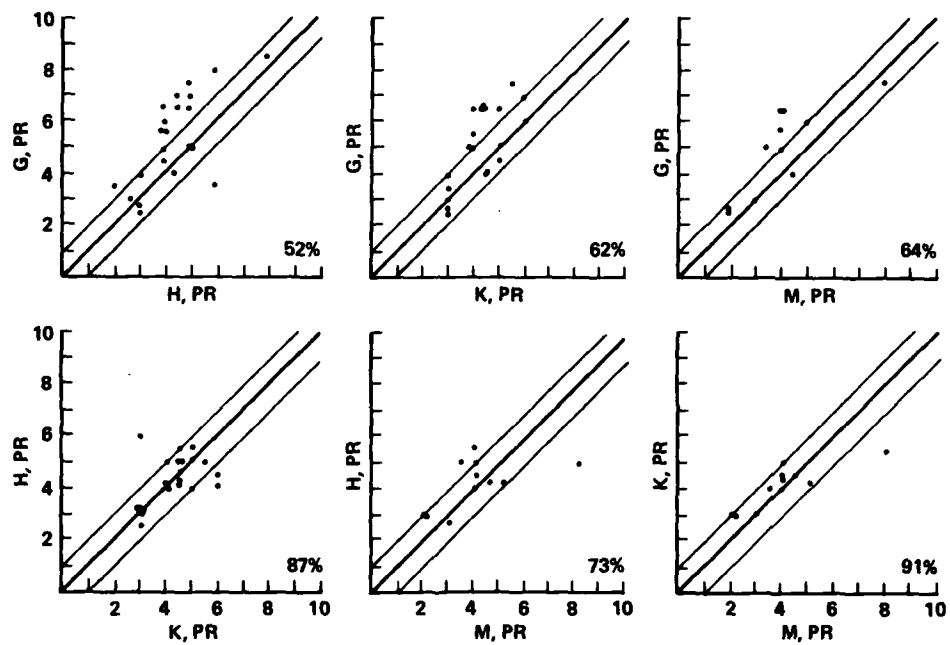 10
8
6
4
2
G, PR
52%
H, PR
G, PR
62%
K, PR
G, PR
64%
M, PR
10
8
6
4
2
H, PR
87%
2 4 6 8 10
K, PR
H, PR
73%
2 4 6 8 10
M, PR
K, PR
91%
2 4 6 8 10
M, PR